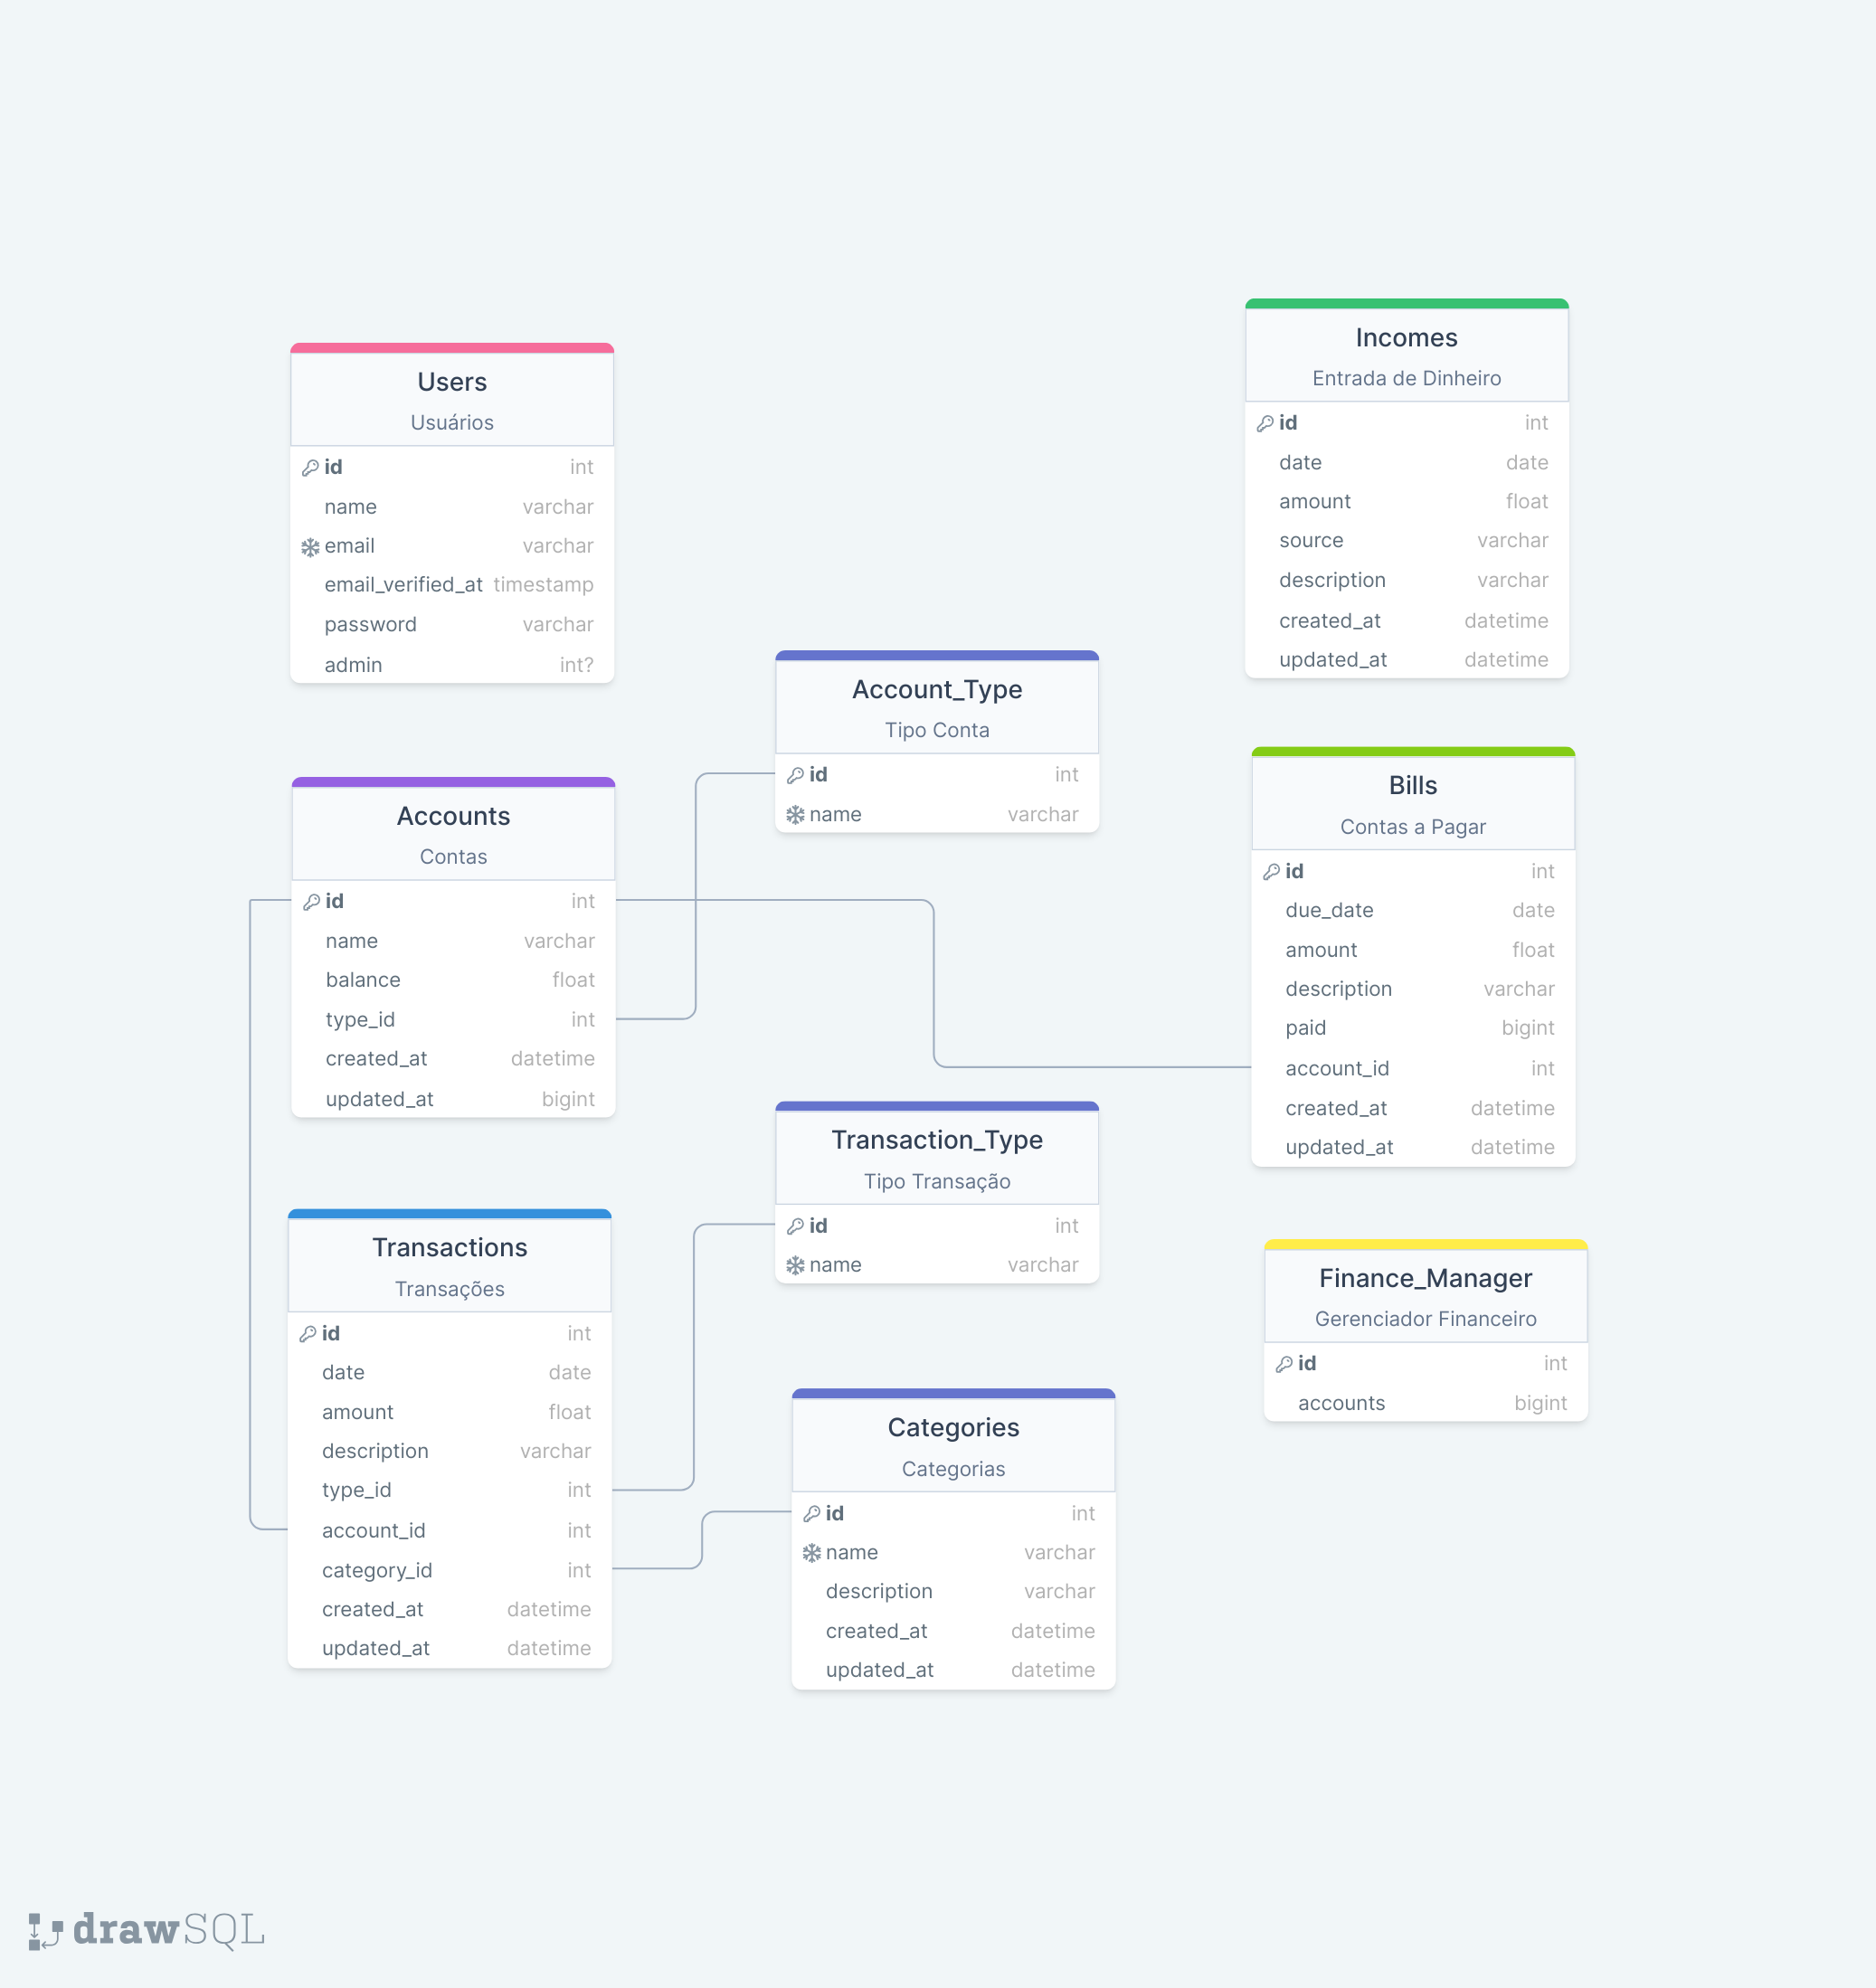 Users
Usuários
id int
name varchar
email varchar
email_verified_at timestamp
password varchar
admin int?
Accounts
Contas
id int
name varchar
balance float
type_id int
created_at datetime
updated_at bigint
Transactions
Transações
id int
date date
amount float
description varchar
type_id int
account_id int
category_id int
created_at datetime
updated_at datetime
Account_Type
Tipo Conta
id int
name varchar
Transaction_Type
Tipo Transação
id int
name varchar
Categories
Categorias
id int
name varchar
description varchar
created_at datetime
updated_at datetime
Incomes
Entrada de Dinheiro
id int
date date
amount float
source varchar
description varchar
created_at datetime
updated_at datetime
Bills
Contas a Pagar
id int
due_date date
amount float
description varchar
paid bigint
account_id int
created_at datetime
updated_at datetime
Finance_Manager
Gerenciador Financeiro
id int
accounts bigint
drawSQL